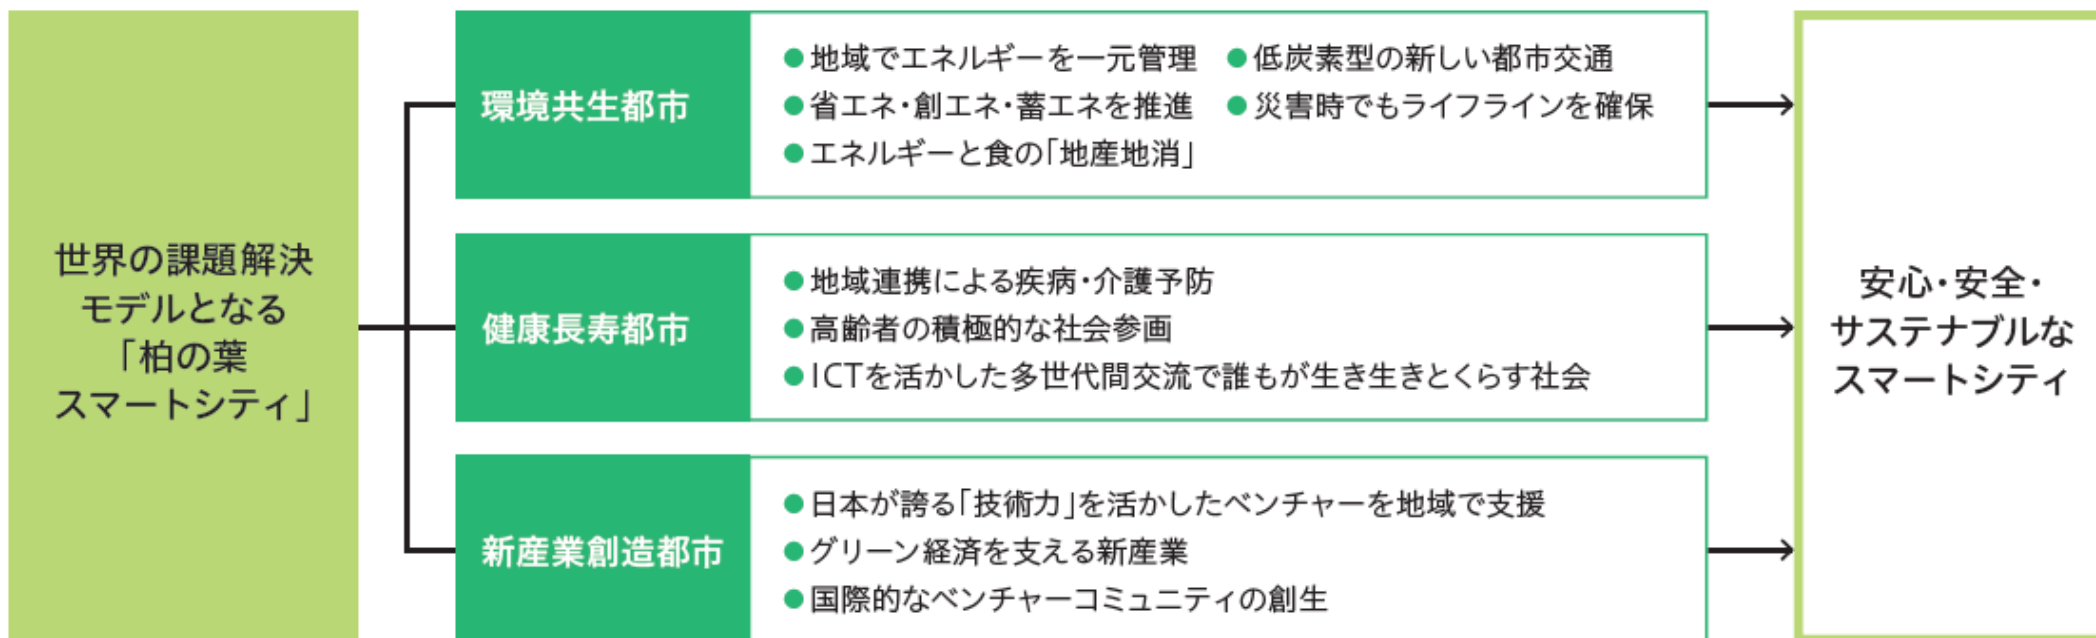 世界の課題解決
モデルとなる
「柏の葉
スマートシティ」
環境共生都市
●地域でエネルギーを一元管理 ●低炭素型の新しい都市交通
●省エネ・創エネ・蓄エネを推進 ●災害時でもライフラインを確保
●エネルギーと食の「地産地消」
健康長寿都市
●地域連携による疾病・介護予防
●高齢者の積極的な社会参画
●ICTを活かした多世代間交流で誰もが生き生きとくらす社会
新産業創造都市
●日本が誇る「技術力」を活かしたベンチャーを地域で支援
●グリーン経済を支える新産業
●国際的なベンチャーコミュニティの創生
安心・安全・
サステナブルな
スマートシティ